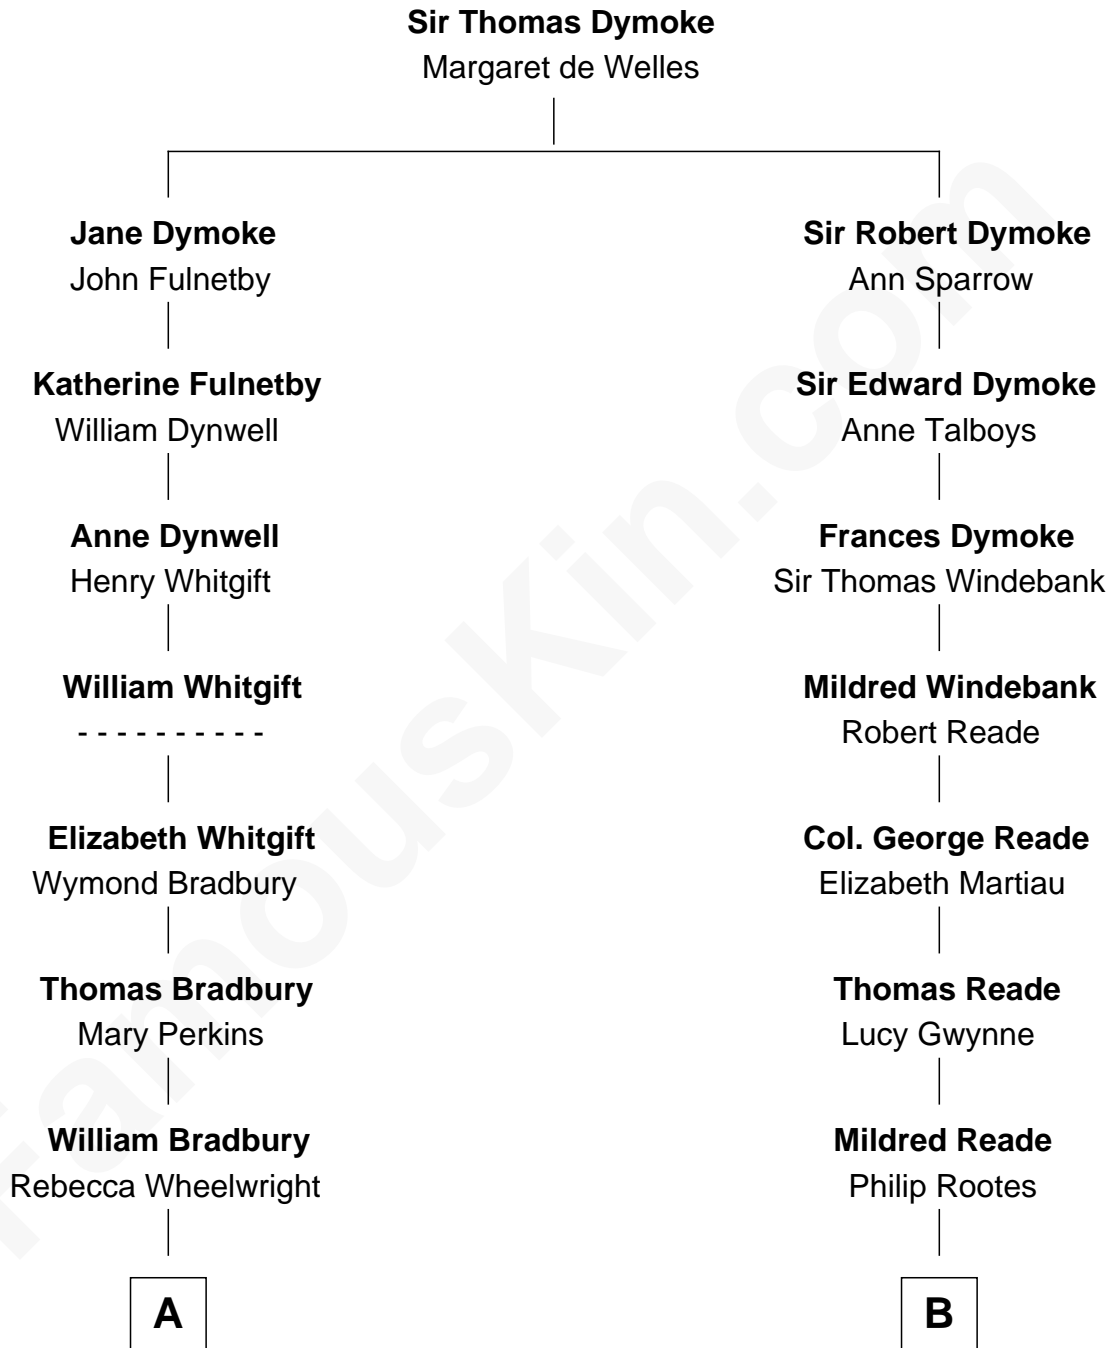 Sir Thomas Dymoke
Margaret de Welles
Jane Dymoke
John Fulnetby
Sir Robert Dymoke
Ann Sparrow
Katherine Fulnetby
William Dynwell
Sir Edward Dymoke
Anne Talboys
Anne Dynwell
Henry Whitgift
Frances Dymoke
Sir Thomas Windebank
William Whitgift
- - - - - - - - - -
Mildred Windebank
Robert Reade
Elizabeth Whitgift
Wymond Bradbury
Col. George Reade
Elizabeth Martiau
Thomas Bradbury
Mary Perkins
Thomas Reade
Lucy Gwynne
William Bradbury
Rebecca Wheelwright
Mildred Reade
Philip Rootes
A
B
FamousKin.com